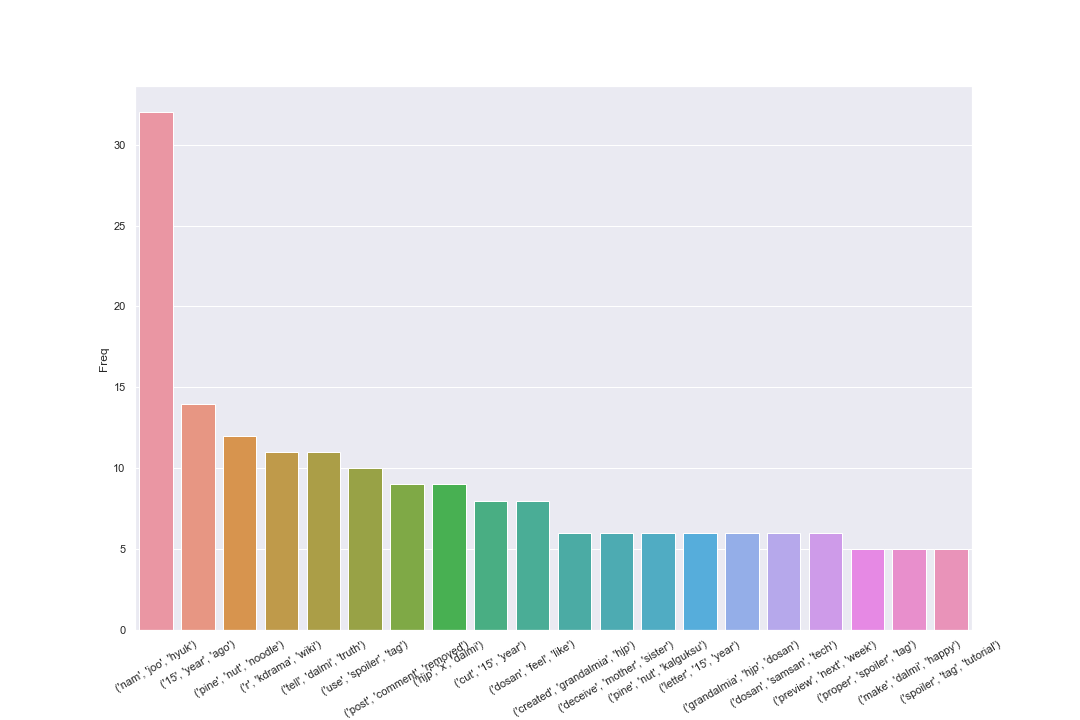 30
25
20
15
10
5
0
Freq
('nam', 'joo', 'hyuk')
('15', 'year', 'ago')
('pine', 'nut', 'noodle')
('r', 'kdrama', 'wiki')
('tell', 'dalmi', 'truth')
('use', 'spoiler', 'tag')
('post', 'comment', 'removed')
('hjp', 'x', 'dalmi')
('cut', '15', 'year')
('dosan', 'feel', 'like')
('created', 'grandalmia', 'hjp')
('deceive', 'mother', 'sister')
('pine', 'nut', 'kalguksu')
('letter', '15', 'year')
('grandalmia', 'hjp', 'dosan')
('dosan', 'samsan', 'tech')
('preview', 'next', 'week')
('proper', 'spoiler', 'tag')
('make', 'dalmi', 'happy')
('spoiler', 'tag', 'tutorial')